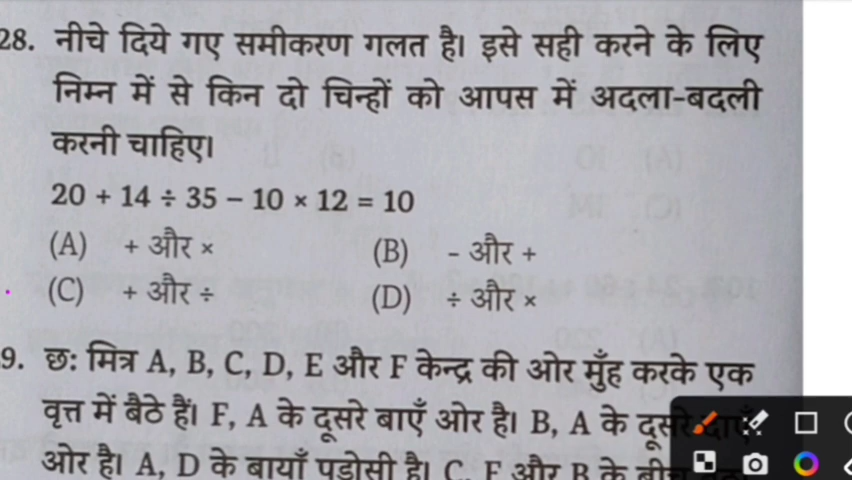 28. नीचे दिये गए समीकरण गलत है। इसे सही करने के लिए
निम्न में से किन दो चिन्हों को आपस में अदला-बदली
करनी चाहिए।
20 + 14 ÷ 35 − 10 × 12 = 10
(A) + और × (B) - और +
(C) + और ÷ (D) ÷ और ×
9. छः मित्र A, B, C, D, E और F केन्द्र की ओर मुँह करके एक
वृत्त में बैठे हैं। F, A के दूसरे बाएँ ओर है। B, A के दूसरे दाएँ
ओर है। A, D के बायाँ पड़ोसी है। C, F और B के बीच